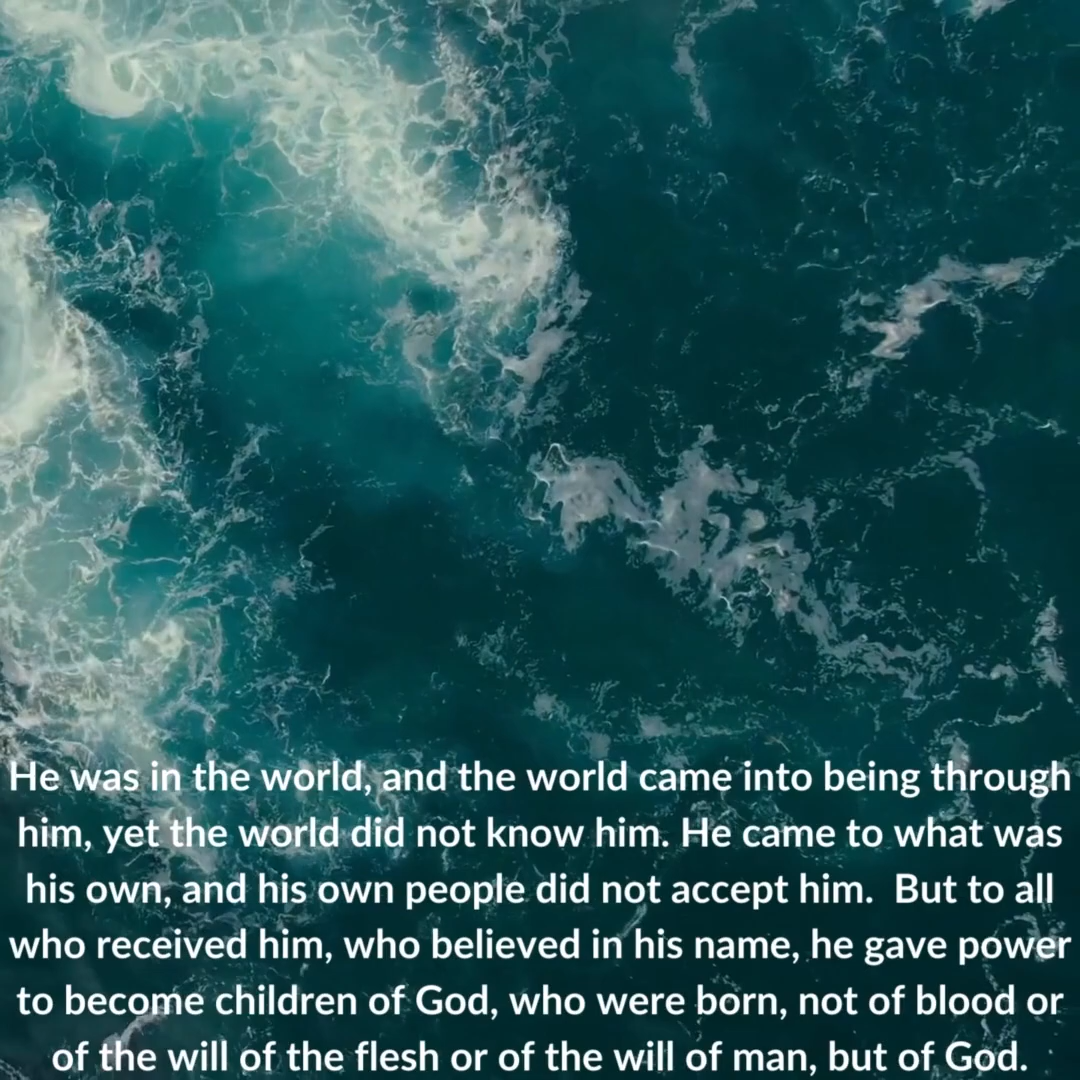 He was in the world, and the world came into being through
him, yet the world did not know him. He came to what was
his own, and his own people did not accept him.  But to all
who received him, who believed in his name, he gave power
to become children of God, who were born, not of blood or
of the will of the flesh or of the will of man, but of God.